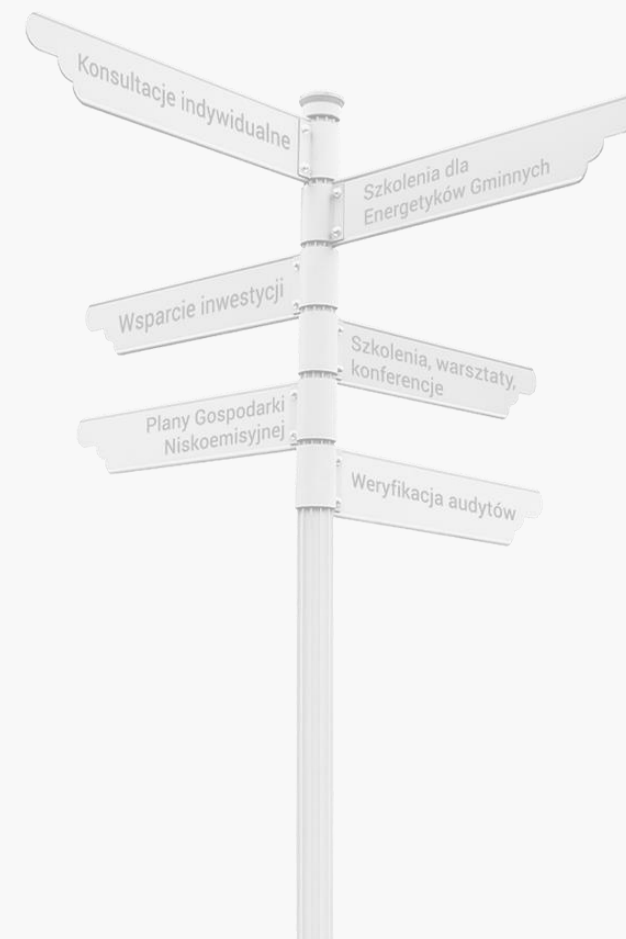 Konsultacje indywidualne
Szkolenia dla
Energetyków Gminnych
Wsparcie inwestycji
Szkolenia, warsztaty,
konferencje
Plany Gospodarki
Niskoemisyjnej
Weryfikacja audytów